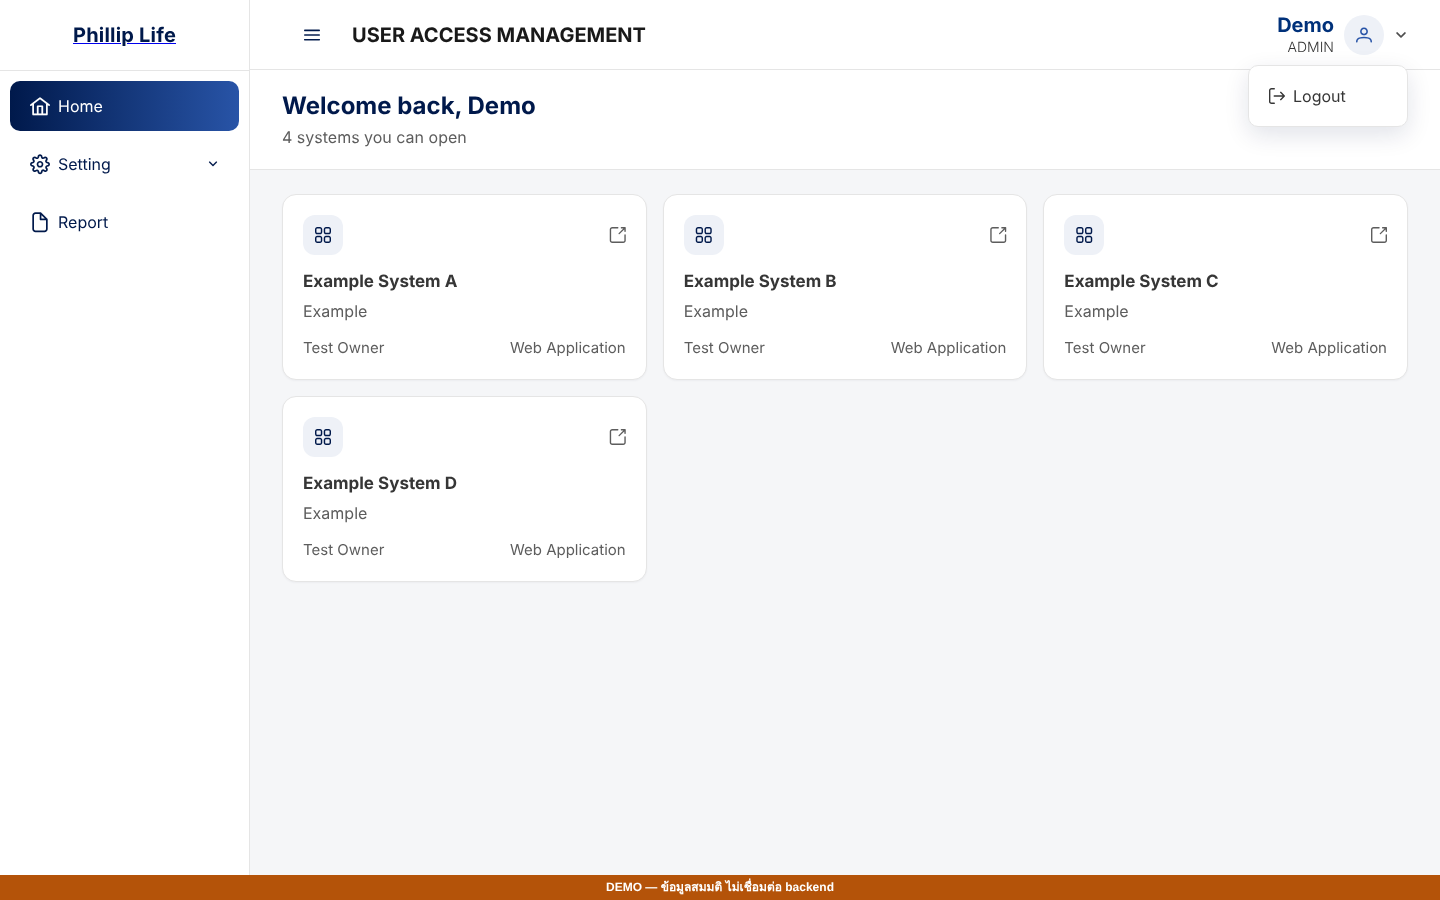 Phillip Life
USER ACCESS MANAGEMENT
Demo
ADMIN
Logout
Home
Setting
Report
Welcome back, Demo
4 systems you can open
Example System A
Example
Test Owner Web Application
Example System B
Example
Test Owner Web Application
Example System C
Example
Test Owner Web Application
Example System D
Example
Test Owner Web Application
DEMO — ข้อมูลสมมติ ไม่เชื่อมต่อ backend